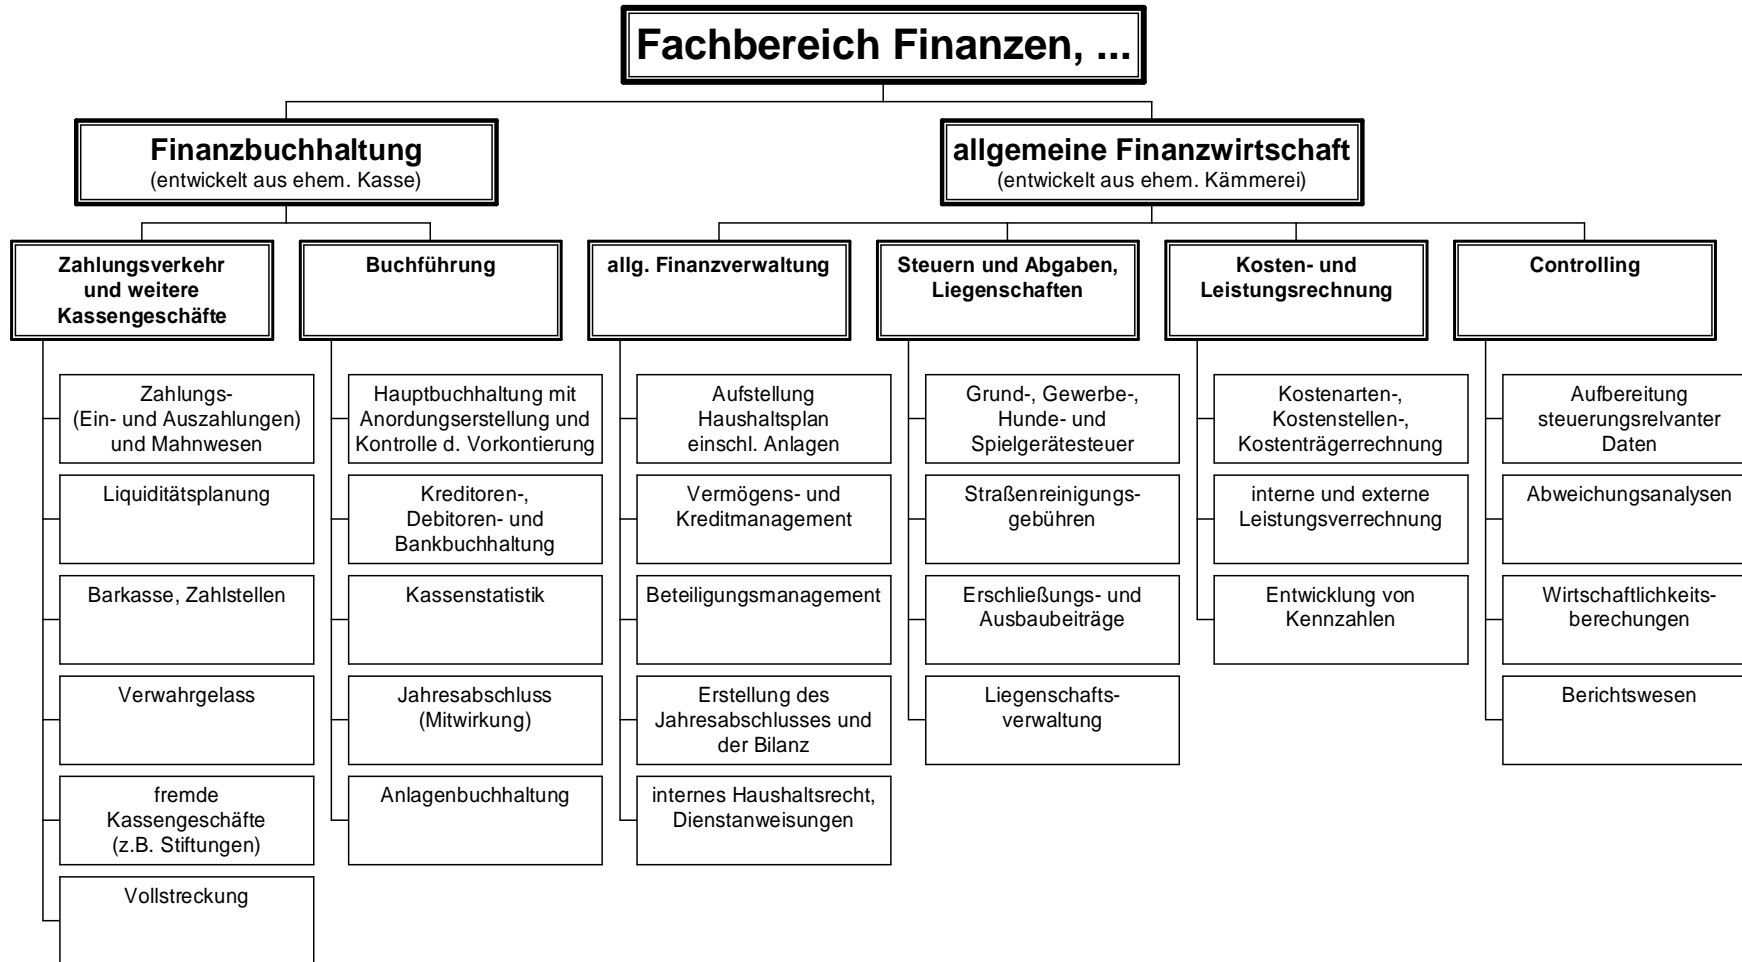 Fachbereich Finanzen, ...
Finanzbuchhaltung
(entwickelt aus ehem. Kasse)
allgemeine Finanzwirtschaft
(entwickelt aus ehem. Kämmerei)
Zahlungsverkehr
und weitere
Kassengeschäfte
Buchführung
allg. Finanzverwaltung
Steuern und Abgaben,
Liegenschaften
Kosten- und
Leistungsrechnung
Controlling
Zahlungs-
(Ein- und Auszahlungen)
und Mahnwesen
Liquiditätsplanung
Barkasse, Zahlstellen
Verwahrgelass
fremde
Kassengeschäfte
(z.B. Stiftungen)
Vollstreckung
Hauptbuchhaltung mit
Anordungserstellung und
Kontrolle d. Vorkontierung
Kreditoren-,
Debitoren- und
Bankbuchhaltung
Kassenstatistik
Jahresabschluss
(Mitwirkung)
Anlagenbuchhaltung
Aufstellung
Haushaltsplan
einschl. Anlagen
Vermögens- und
Kreditmanagement
Beteiligungsmanagement
Erstellung des
Jahresabschlusses und
der Bilanz
internes Haushaltsrecht,
Dienstanweisungen
Grund-, Gewerbe-,
Hunde- und
Spielgerätesteuer
Straßenreinigungs-
gebühren
Erschließungs- und
Ausbaubeiträge
Liegenschafts-
verwaltung
Kostenarten-,
Kostenstellen-,
Kostenträgerrechnung
interne und externe
Leistungsverrechnung
Entwicklung von
Kennzahlen
Aufbereitung
steuerungsrelvanter
Daten
Abweichungsanalysen
Wirtschaftlichkeits-
berechungen
Berichtswesen